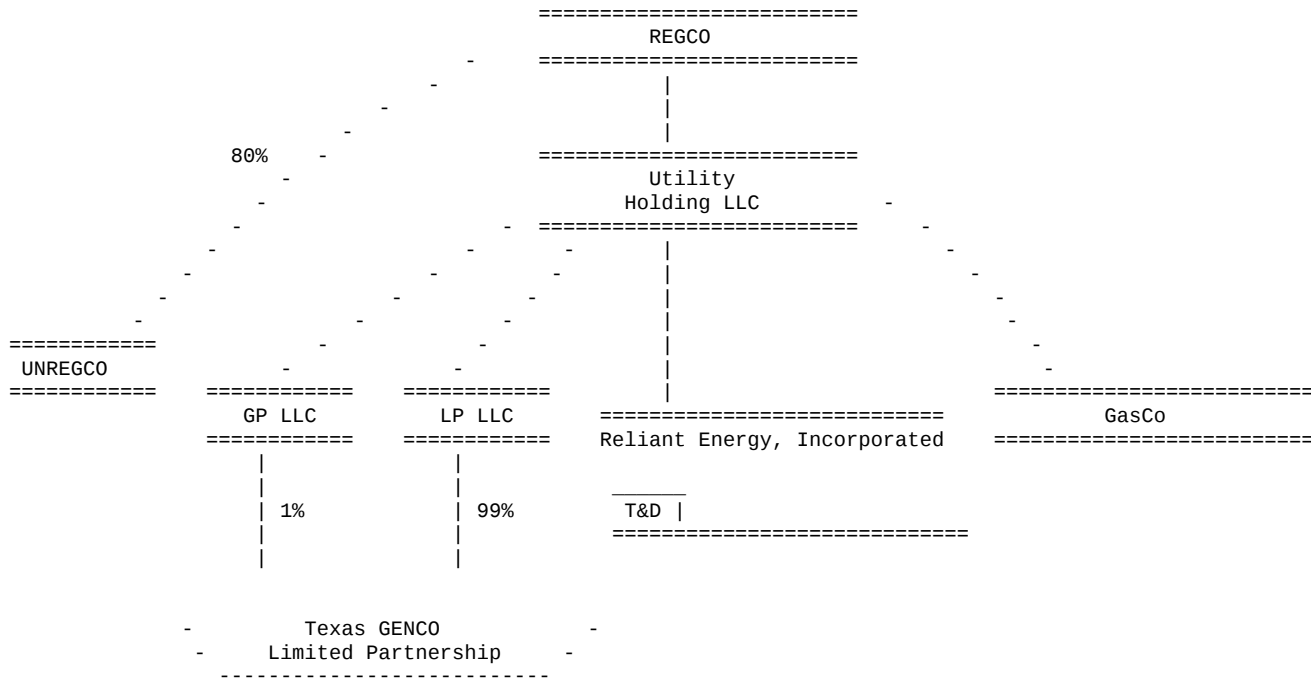 REGCO
80%
Utility
Holding LLC
UNREGCO
GP LLC LP LLC GasCo
Reliant Energy, Incorporated
1% 99% T&D
Texas GENCO
Limited Partnership